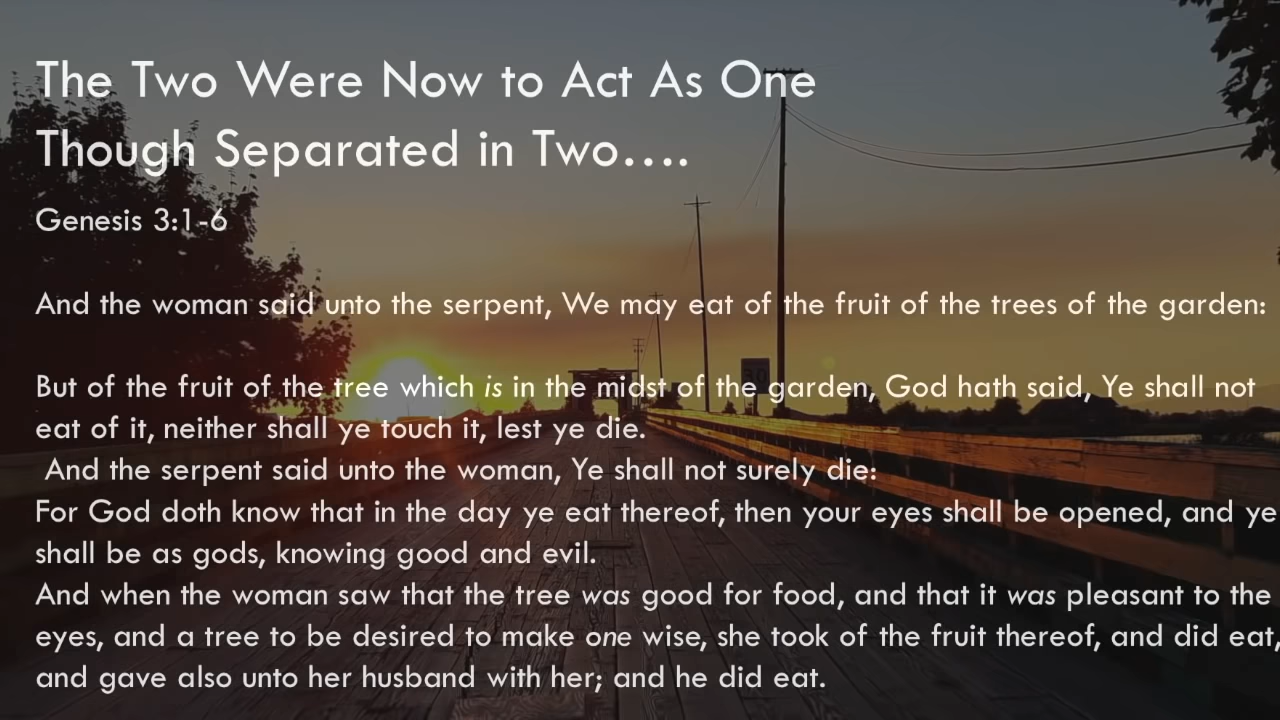 The Two Were Now to Act As One
Though Separated in Two....
Genesis 3:1-6
And the woman said unto the serpent, We may eat of the fruit of the trees of the garden:
But of the fruit of the tree which is in the midst of the garden, God hath said, Ye shall not
eat of it, neither shall ye touch it, lest ye die.
And the serpent said unto the woman, Ye shall not surely die:
For God doth know that in the day ye eat thereof, then your eyes shall be opened, and ye
shall be as gods, knowing good and evil.
And when the woman saw that the tree was good for food, and that it was pleasant to the
eyes, and a tree to be desired to make one wise, she took of the fruit thereof, and did eat,
and gave also unto her husband with her; and he did eat.
30